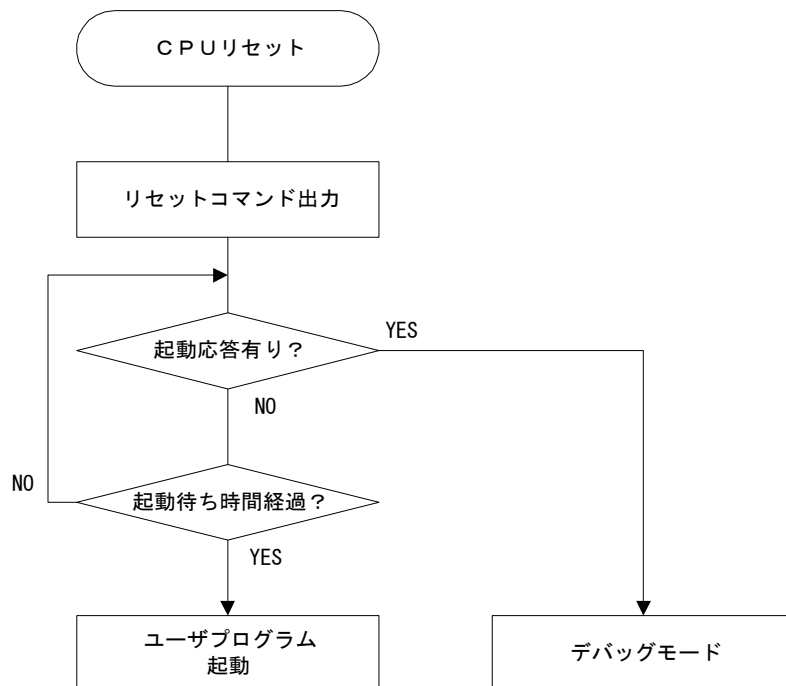 ＣＰＵリセット
リセットコマンド出力
起動応答有り？
YES
NO
起動待ち時間経過？
NO
YES
ユーザプログラム
起動
デバッグモード